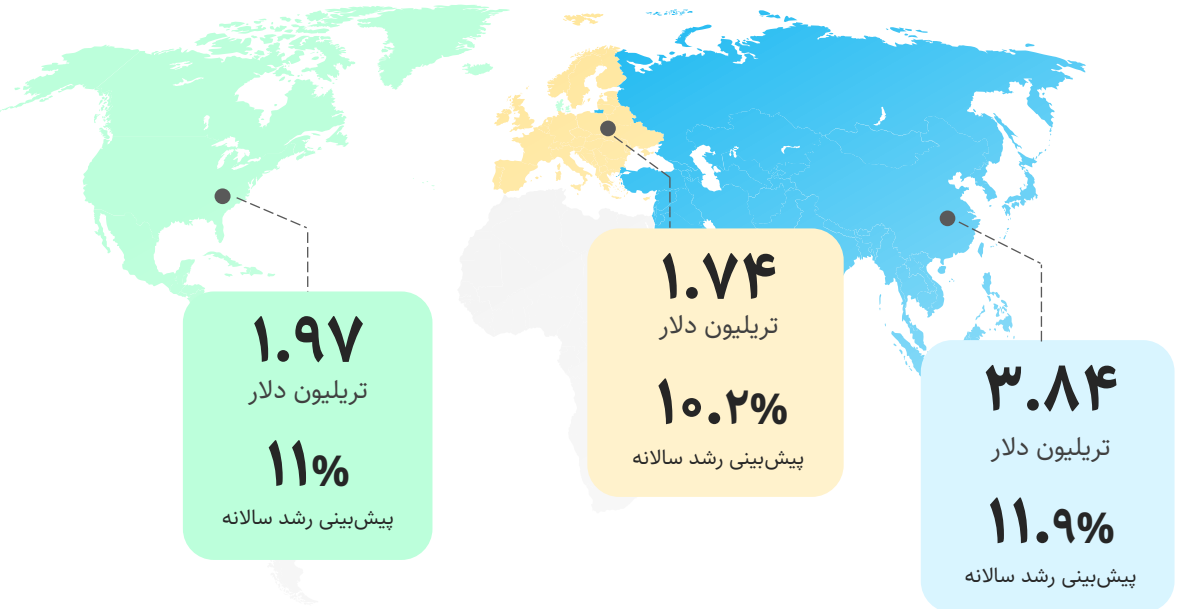 ۱.۹۷
تریلیون دلار
۱۱%
پیش‌بینی رشد سالانه
۱.۷۴
تریلیون دلار
۱۰.۲%
پیش‌بینی رشد سالانه
۳.۸۴
تریلیون دلار
۱۱.۹%
پیش‌بینی رشد سالانه